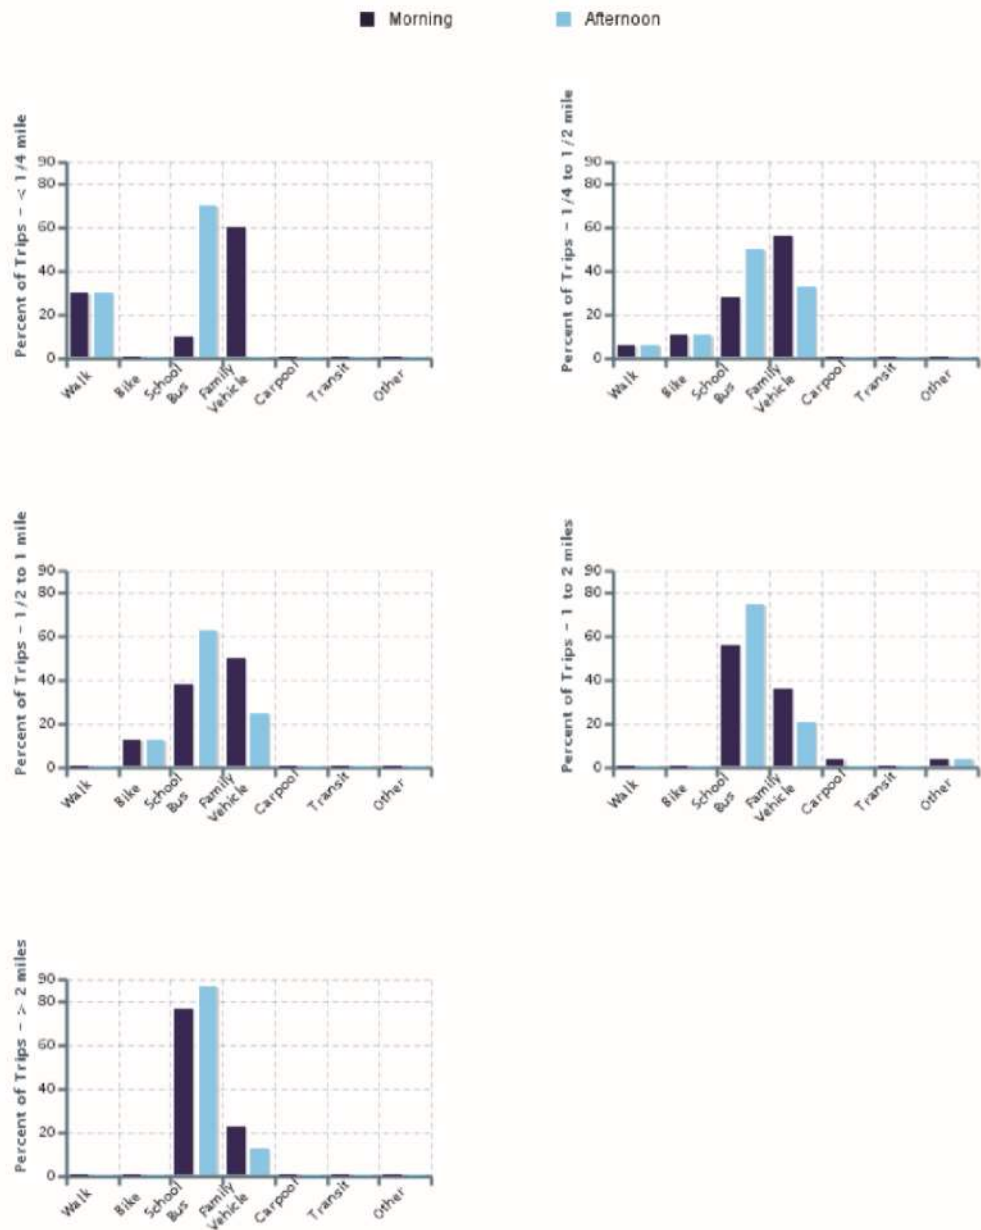 Morning Afternoon
Percent of Trips - < 1/4 mile
90
80
60
40
20
0
Walk
Bike
School Bus
Family Vehicle
Carpool
Transit
Other
Percent of Trips - 1/4 to 1/2 mile
90
80
60
40
20
0
Walk
Bike
School Bus
Family Vehicle
Carpool
Transit
Other
Percent of Trips - 1/2 to 1 mile
90
80
60
40
20
0
Walk
Bike
School Bus
Family Vehicle
Carpool
Transit
Other
Percent of Trips - 1 to 2 miles
90
80
60
40
20
0
Walk
Bike
School Bus
Family Vehicle
Carpool
Transit
Other
Percent of Trips - > 2 miles
90
80
60
40
20
0
Walk
Bike
School Bus
Family Vehicle
Carpool
Transit
Other